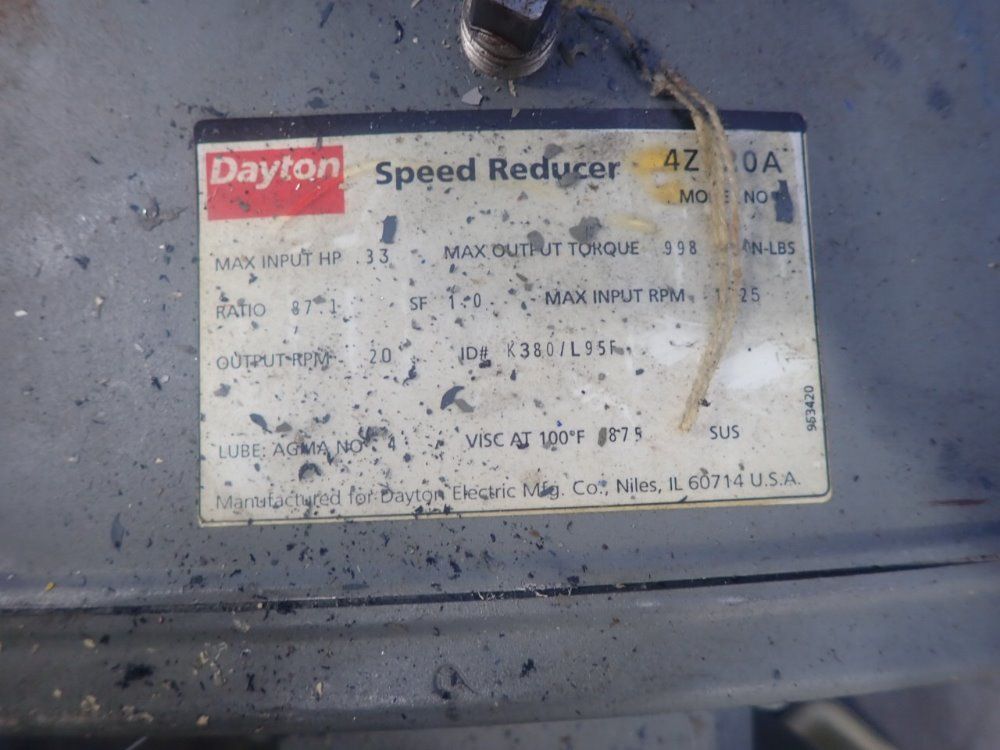 Dayton Speed Reducer
MODEL NO
MAX INPUT HP .33 MAX OUTPUT TORQUE 998
RATIO 87:1 SF 1.0 MAX INPUT RPM
OUTPUT RPM 20 ID# K380/L95F
963420
LUBE: AGMA NO 4 VISC AT 100°F SUS
Manufactured for Dayton Electric Mfg. Co., Niles, IL 60714 U.S.A.